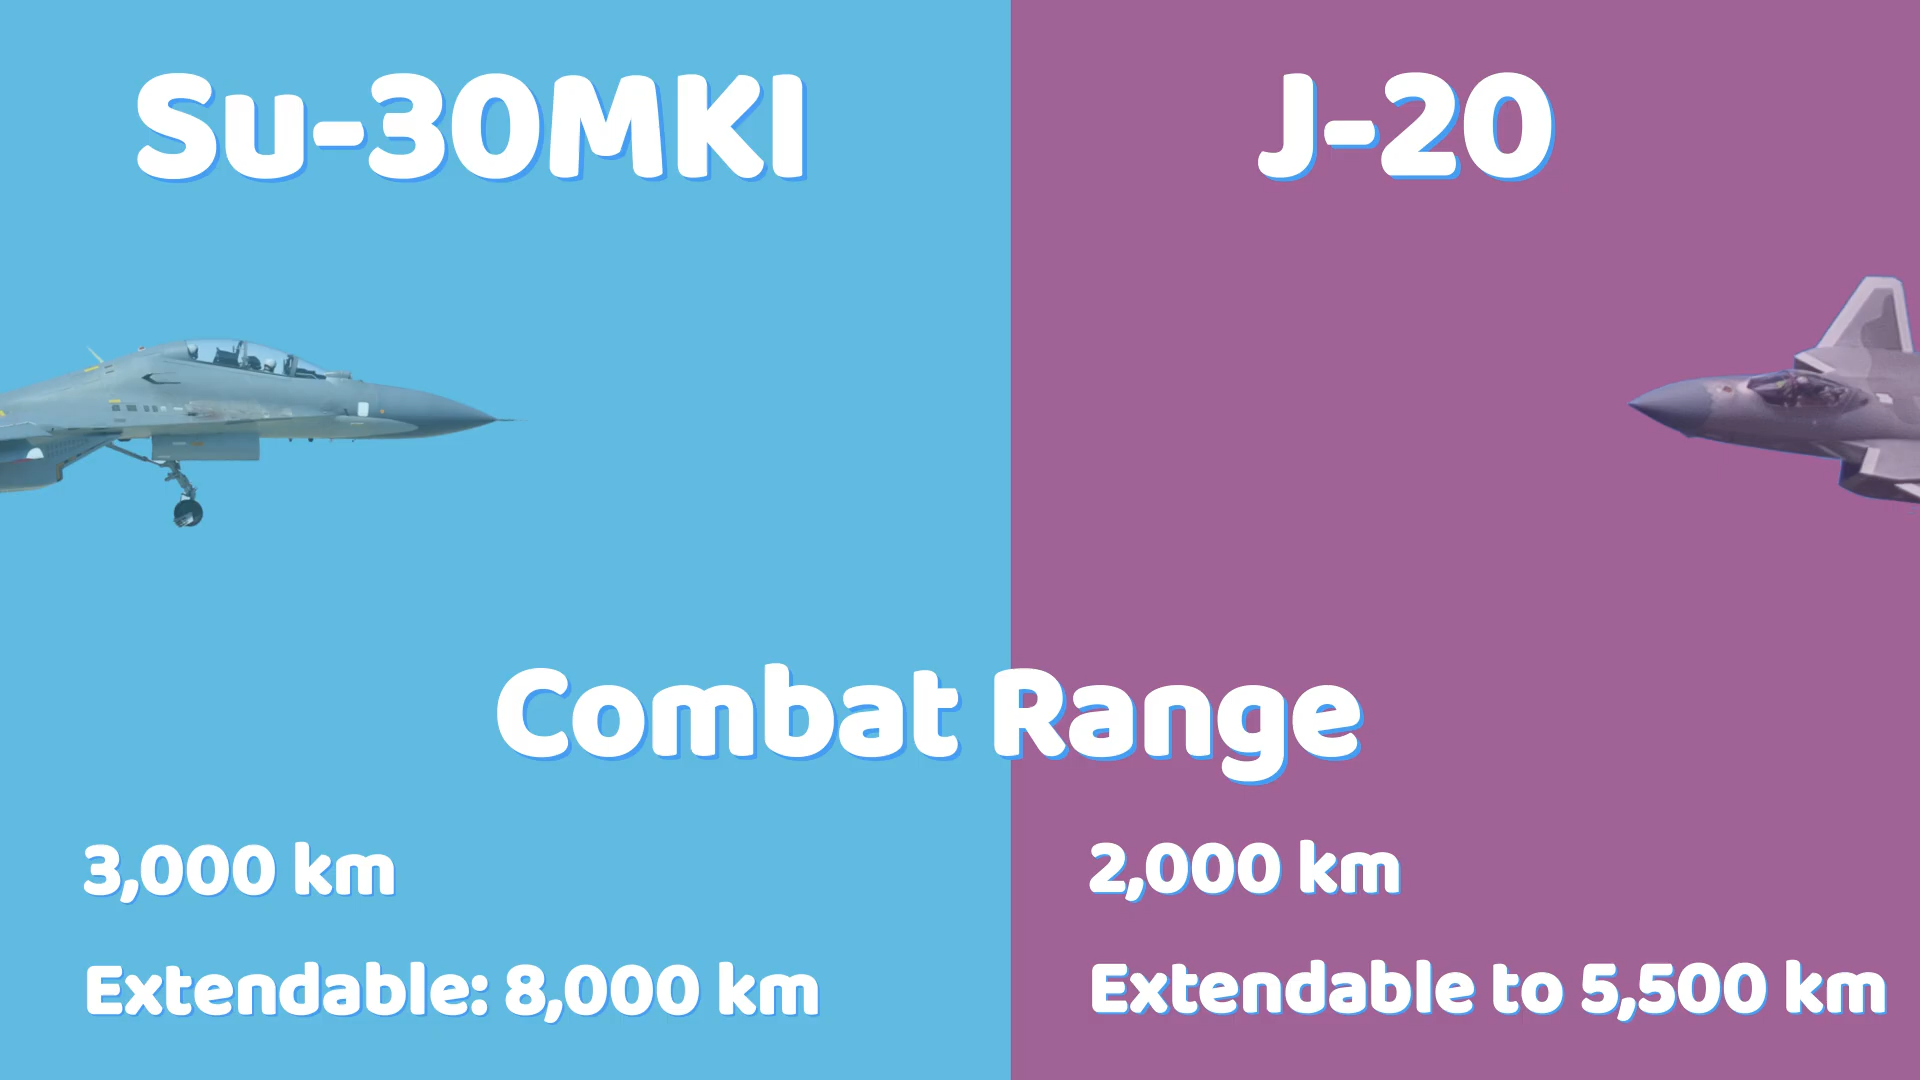 Su-30MKI
J-20
Combat Range
3,000 km
2,000 km
Extendable: 8,000 km
Extendable to 5,500 km